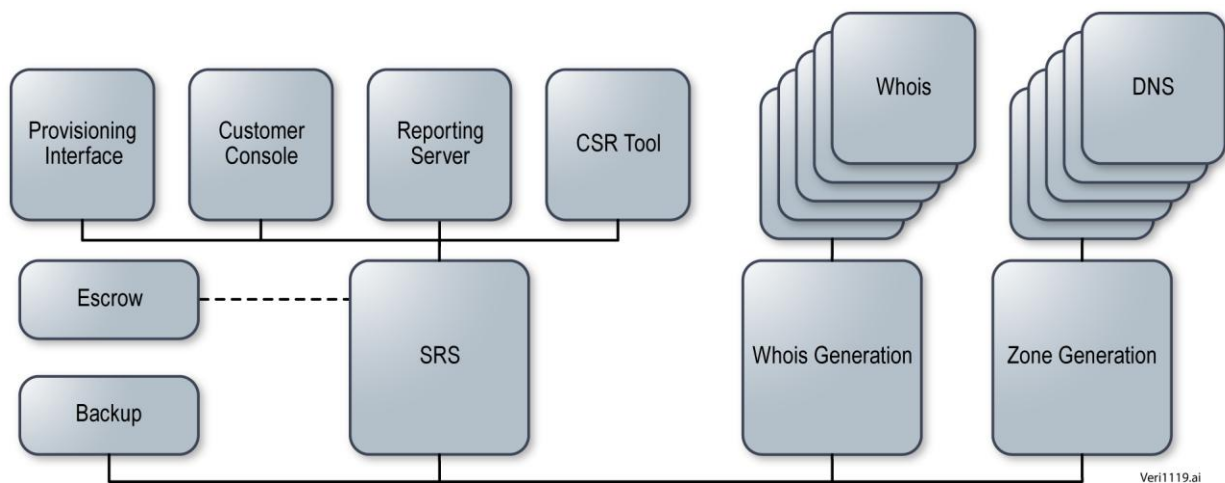 Provisioning
Interface
Customer
Console
Reporting
Server
CSR Tool
Whois
DNS
Escrow
SRS
Whois Generation
Zone Generation
Backup
Veri1119.ai